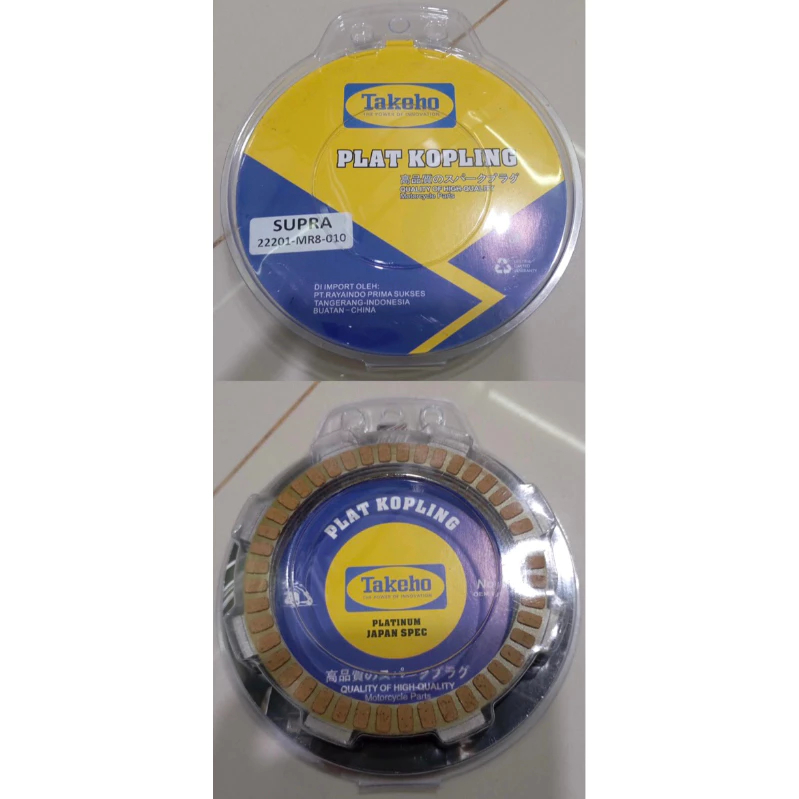 Takeho
THE POWER OF INNOVATION
PLAT KOPLING
高品質のスパークプラグ
QUALITY OF HIGH-QUALITY
Motorcycle Parts
SUPRA
22201-MR8-010
DI IMPORT OLEH:
PT.RAYAINDO PRIMA SUKSES
TANGERANG-INDONESIA
BUATAN-CHINA
PLAT KOPLING
Takeho
THE POWER OF INNOVATION
PLATINUM
JAPAN SPEC
高品質のスパークプラグ
QUALITY OF HIGH-QUALITY
Motorcycle Parts